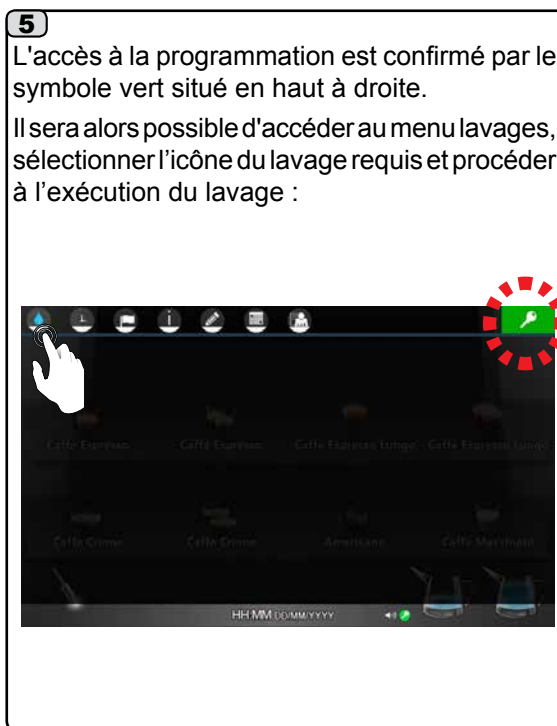 5
L'accès à la programmation est confirmé par le
symbole vert situé en haut à droite.
Il sera alors possible d'accéder au menu lavages,
sélectionner l'icône du lavage requis et procéder
à l’exécution du lavage :
Caffè Espresso Caffè Espresso Caffè Espresso Lungo Caffè Espresso Lungo
Caffè Creme Caffè Creme Americano Caffè Macchiato
HH:MM DD/MM/YYYY